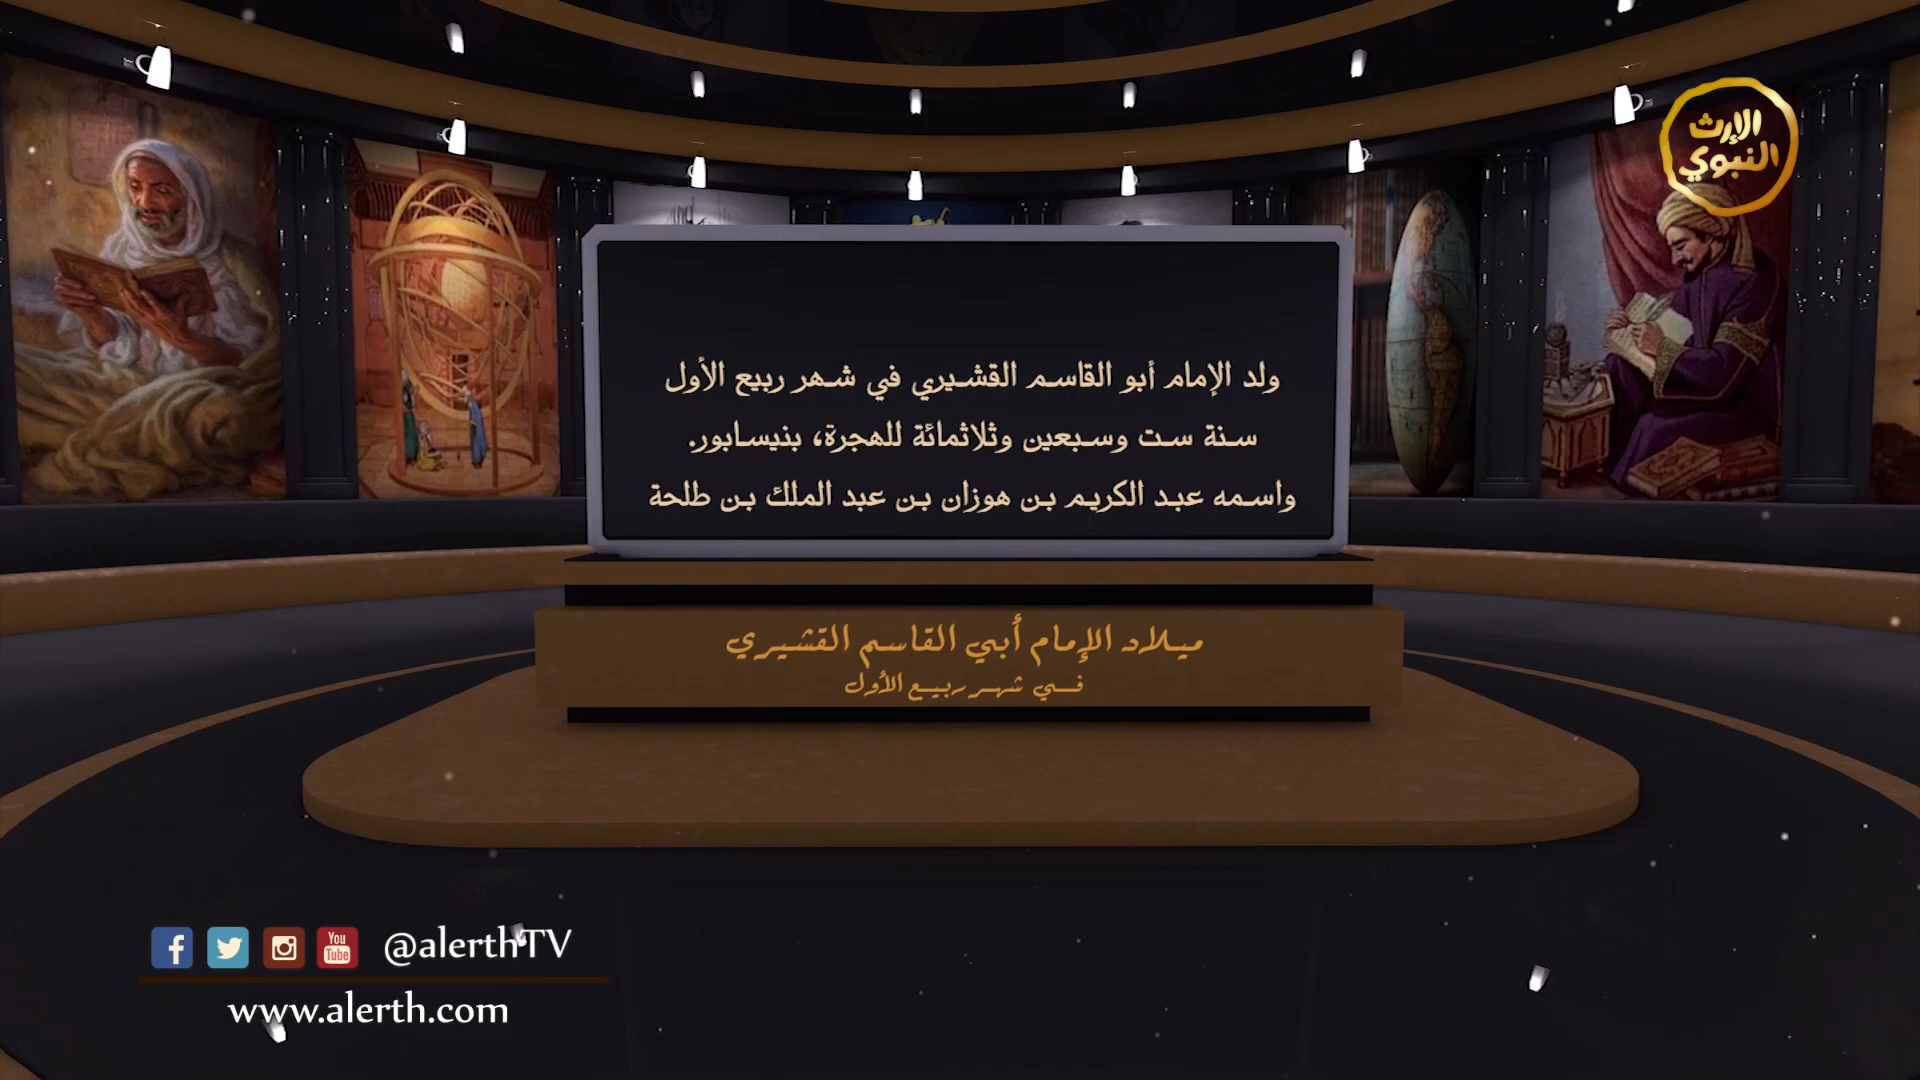 الإرث
النبوي
ولد الإمام أبو القاسم القشيري في شهر ربيع الأول
سنة ست وسبعين وثلاثمائة للهجرة، بنيسابور.
واسمه عبد الكريم بن هوزان بن عبد الملك بن طلحة
ميلاد الإمام أبي القاسم القشيري
في شهر ربيع الأول
You
Tube
@alerthTV
www.alerth.com